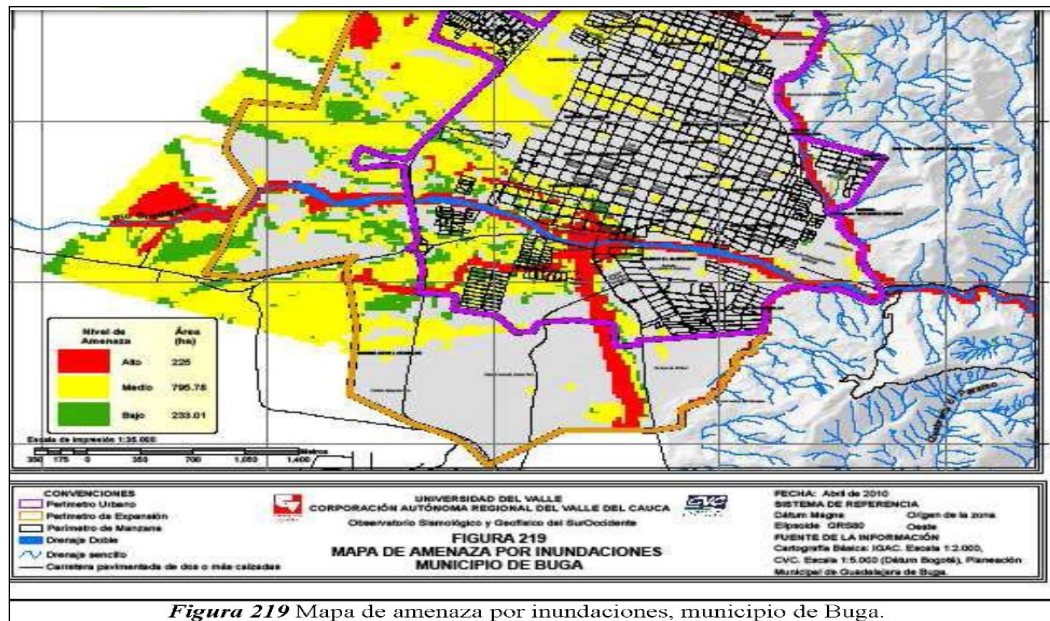 Nivel de Amenaza Área (ha)
Alto 225
Medio 795.78
Bajo 233.01
Escala de impresión 1:35.000
350 175 0 350 700 1,050 1,400 Metros
Quebrada el Paraiso
CONVENCIONES
Perímetro Urbano
Perímetro de Expansión
Perímetro de Manzana
Drenaje Doble
Drenaje sencillo
Carretera pavimentada de dos o más calzadas
UNIVERSIDAD DEL VALLE
CORPORACIÓN AUTÓNOMA REGIONAL DEL VALLE DEL CAUCA
Observatorio Sismológico y Geofísico del SurOccidente
FIGURA 219
MAPA DE AMENAZA POR INUNDACIONES
MUNICIPIO DE BUGA
CVC
FECHA: Abril de 2010
SISTEMA DE REFERENCIA
Dátum Magna Origen de la zona
Elipsoide GRS80 Oeste
FUENTE DE LA INFORMACIÓN
Cartografía Básica: IGAC. Escala 1:2.000,
CVC. Escala 1:5.000 (Dátum Bogotá), Planeación
Municipal de Guadalajara de Buga.
Figura 219 Mapa de amenaza por inundaciones, municipio de Buga.